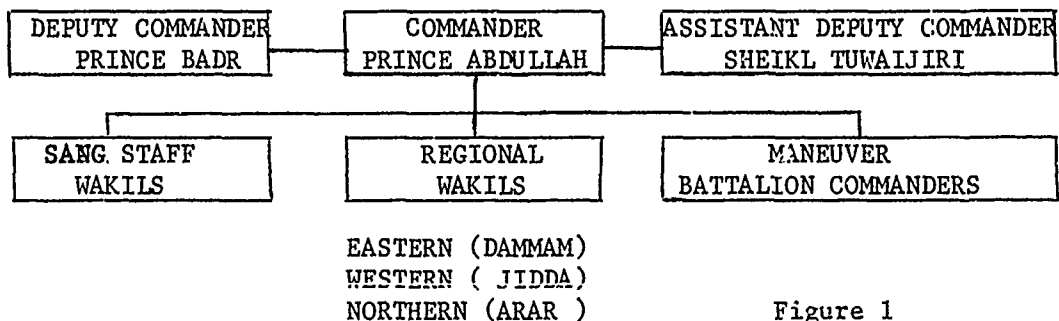 DEPUTY COMMANDER
PRINCE BADR
COMMANDER
PRINCE ABDULLAH
ASSISTANT DEPUTY COMMANDER
SHEIKL TUWAIJIRI
SANG. STAFF
WAKILS
REGIONAL
WAKILS
MANEUVER
BATTALION COMMANDERS
EASTERN (DAMMAM)
WESTERN ( JIDDA)
NORTHERN (ARAR )
Figure 1